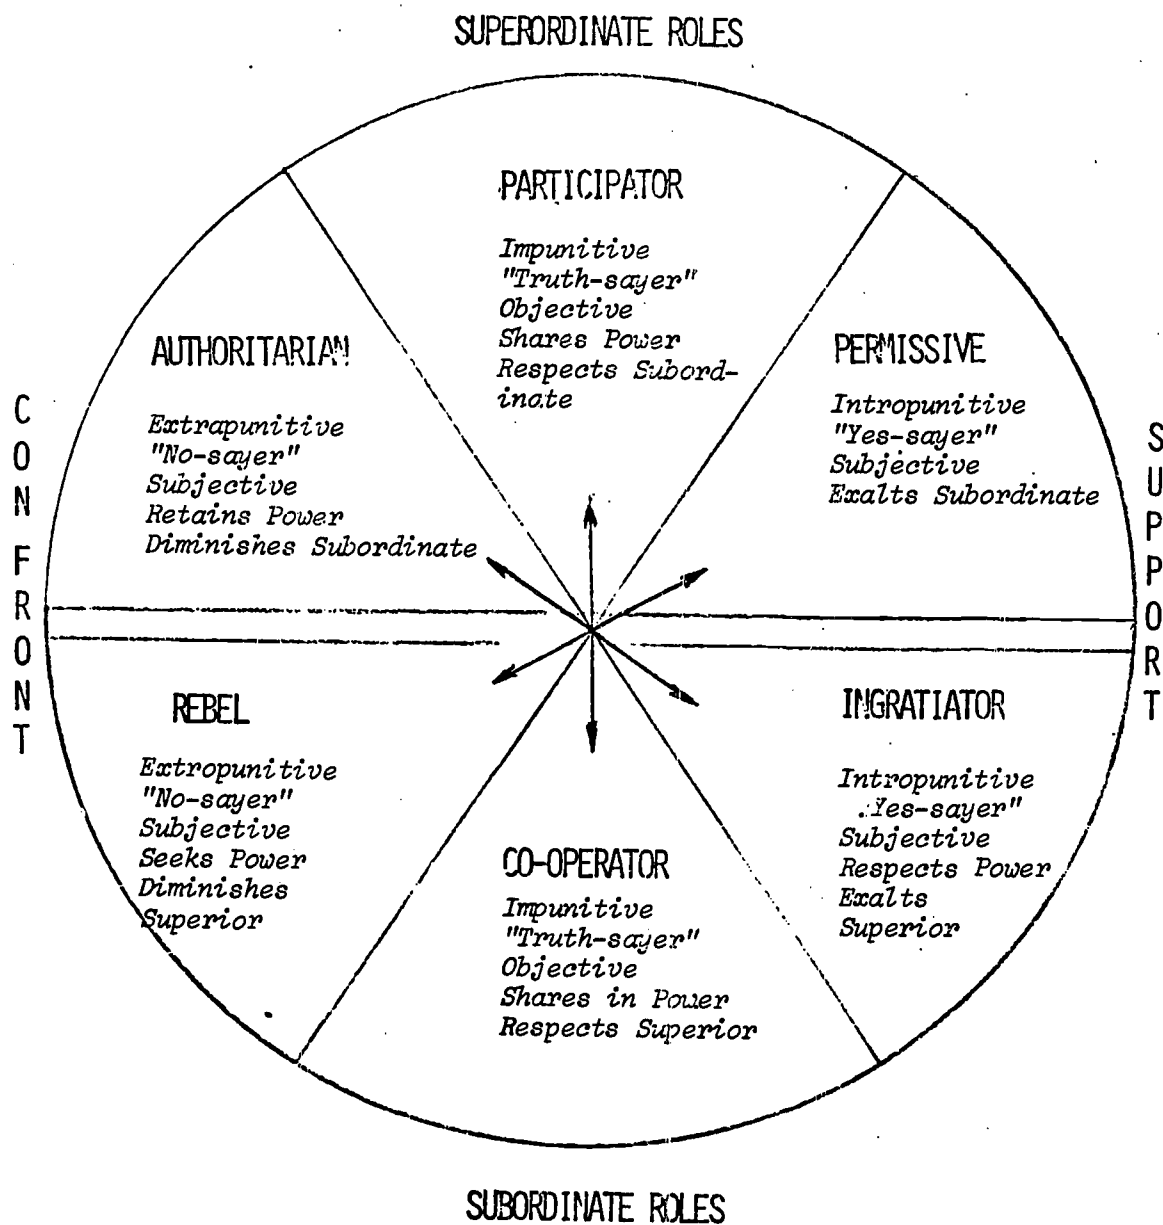 SUPERORDINATE ROLES
PARTICIPATOR
Impunitive
"Truth-sayer"
Objective
Shares Power
Respects Subord-
inate
AUTHORITARIAN
Extrapunitive
"No-sayer"
Subjective
Retains Power
Diminishes Subordinate
PERMISSIVE
Intropunitive
"Yes-sayer"
Subjective
Exalts Subordinate
CONFRONT
SUPPORT
REBEL
Extropunitive
"No-sayer"
Subjective
Seeks Power
Diminishes
Superior
CO-OPERATOR
Impunitive
"Truth-sayer"
Objective
Shares in Power
Respects Superior
INGRATIATOR
Intropunitive
"Yes-sayer"
Subjective
Respects Power
Exalts
Superior
SUBORDINATE ROLES